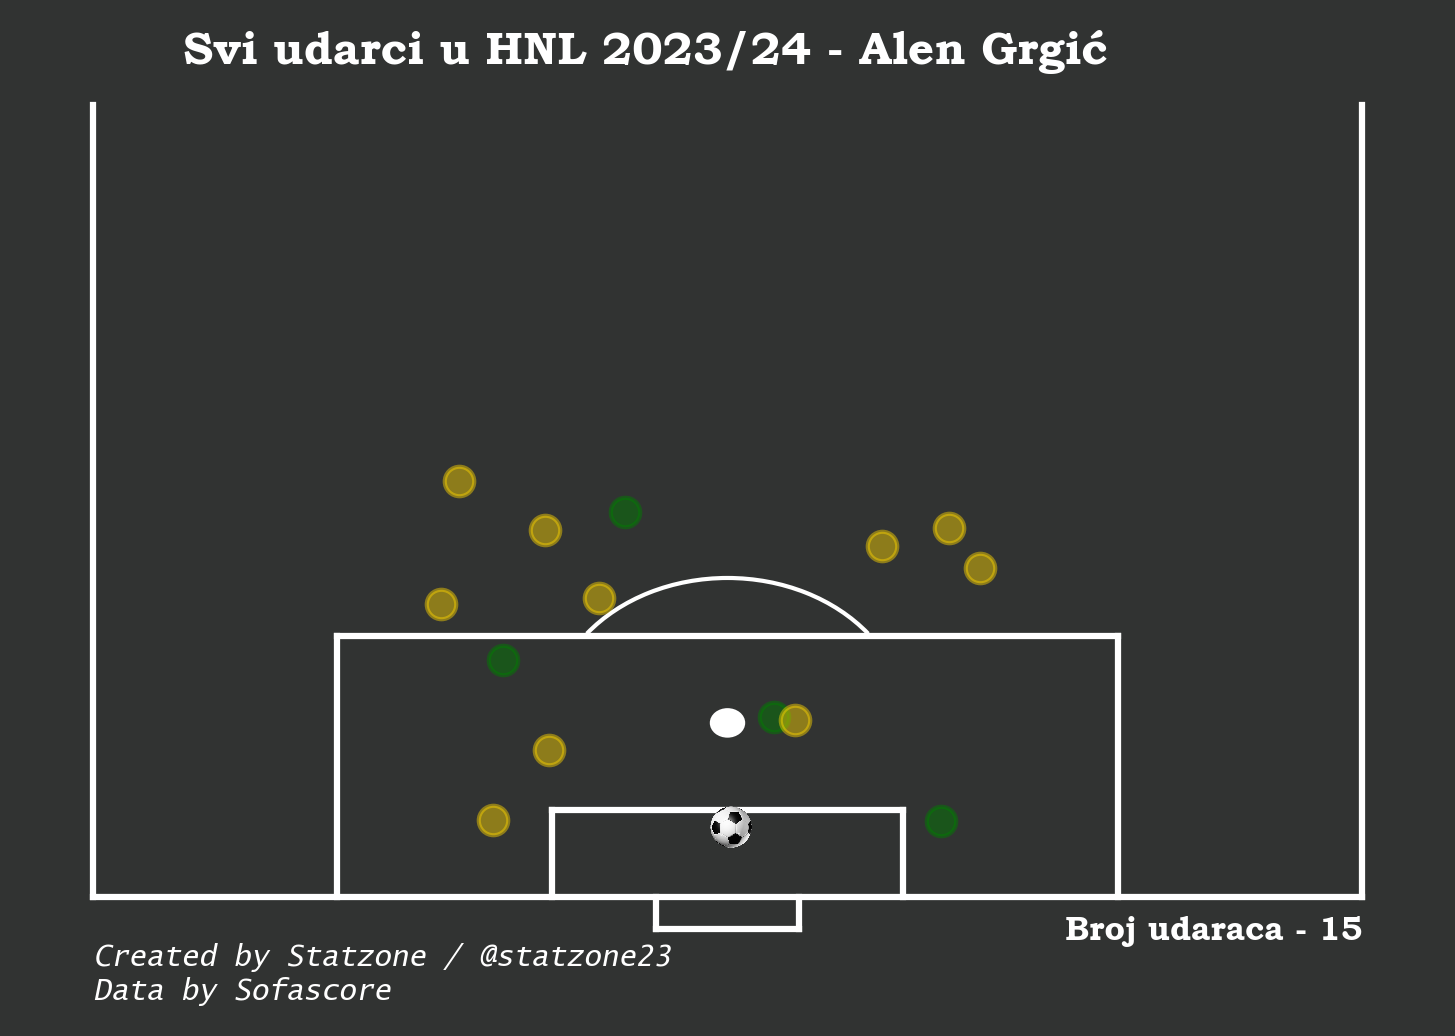 Svi udarci u HNL 2023/24 - Alen Grgić
Broj udaraca - 15
Created by Statzone / @statzone23
Data by Sofascore